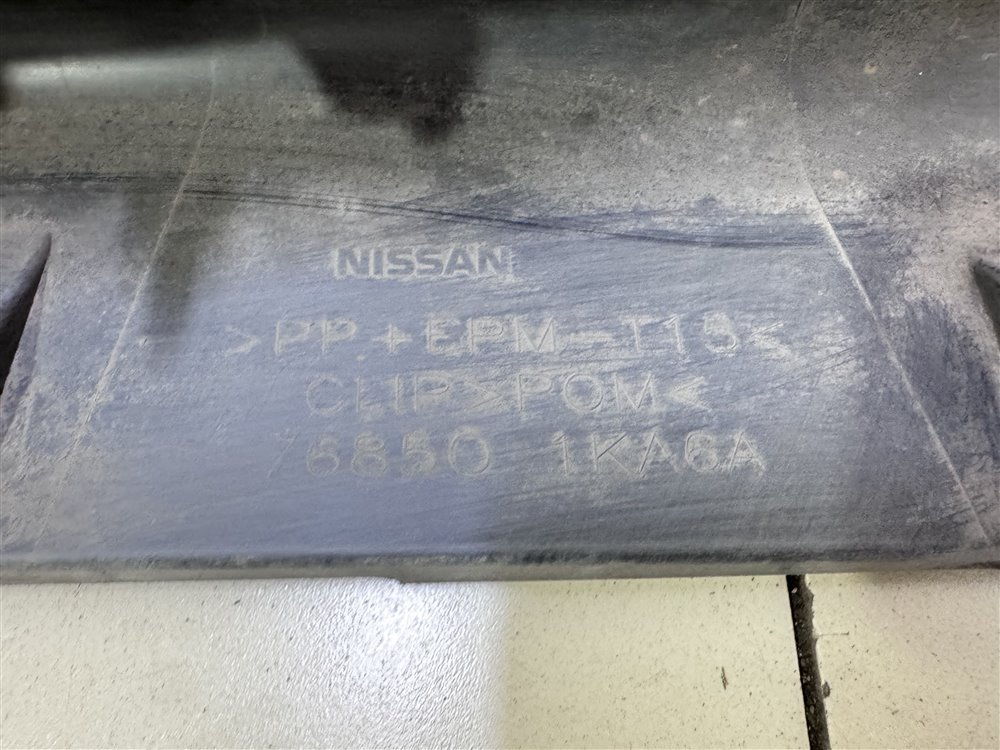 NISSAN
>PP+EPM-T15<
CLIP>POM<
76850 1KA6A